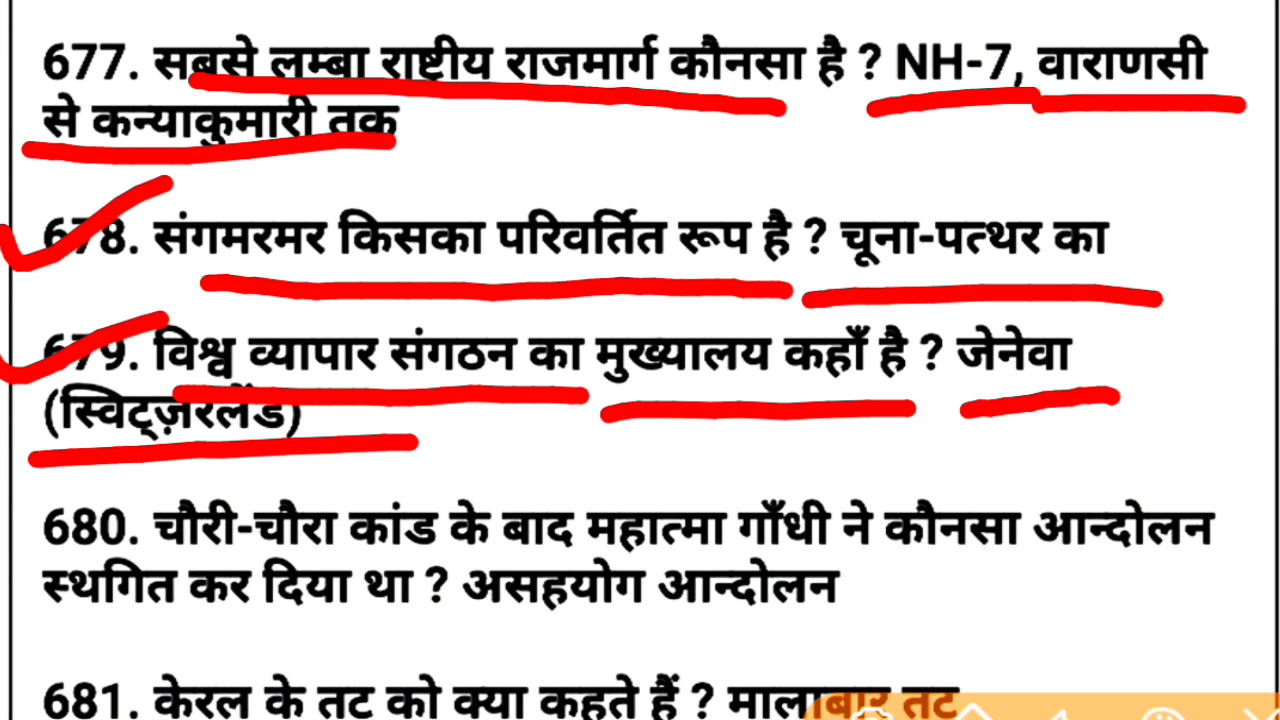 677. सबसे लम्बा राष्टीय राजमार्ग कौनसा है ? NH-7, वाराणसी
से कन्याकुमारी तक
678. संगमरमर किसका परिवर्तित रूप है ? चूना-पत्थर का
679. विश्व व्यापार संगठन का मुख्यालय कहाँ है ? जेनेवा
(स्विट्ज़रलैंड)
680. चौरी-चौरा कांड के बाद महात्मा गाँधी ने कौनसा आन्दोलन
स्थगित कर दिया था ? असहयोग आन्दोलन
681. केरल के तट को क्या कहते हैं ? मालाबार तट